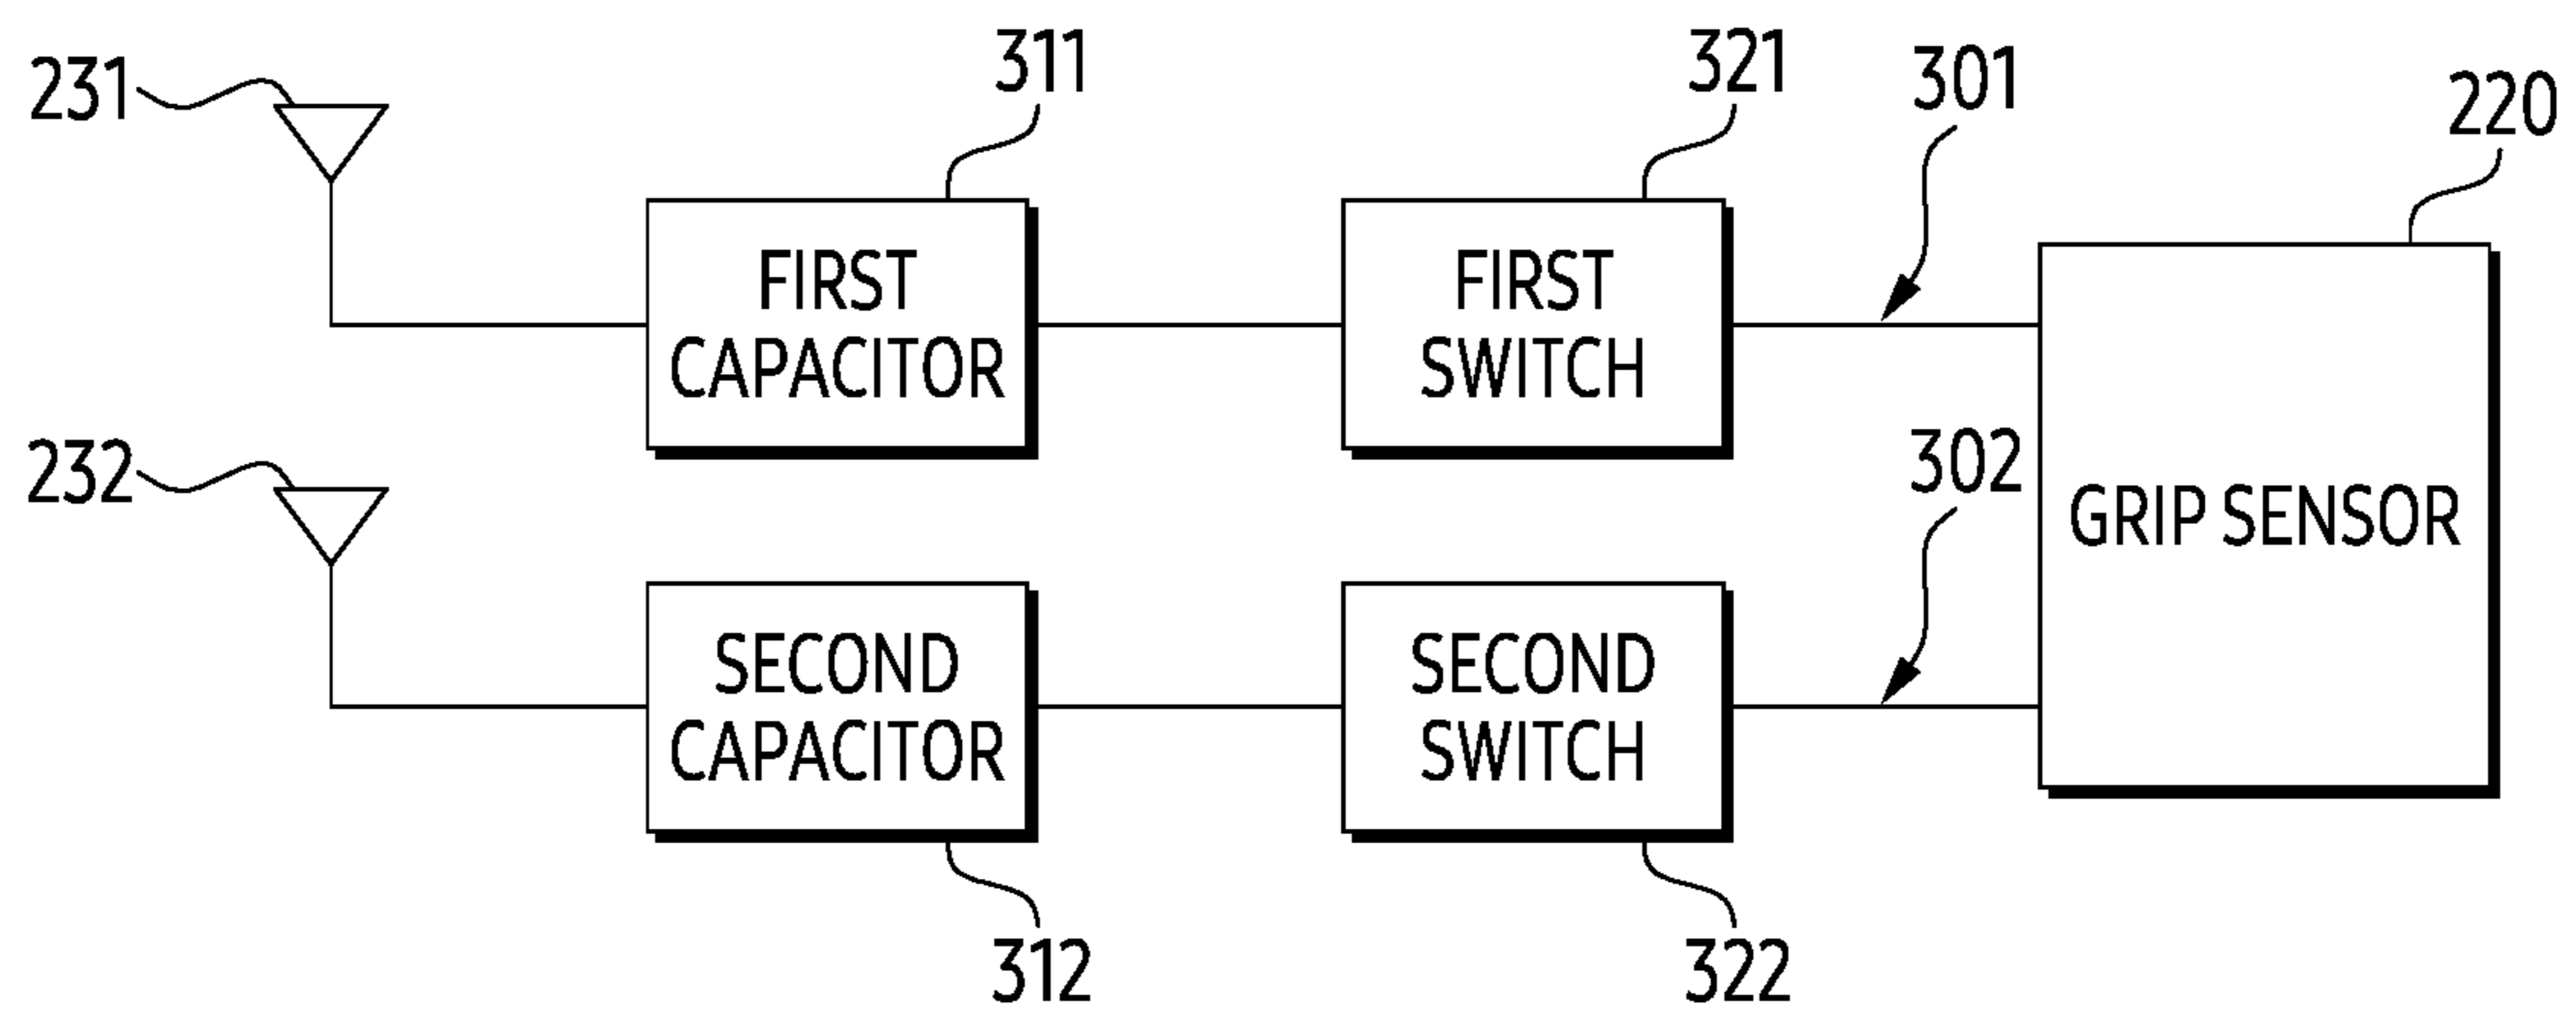 231
311
321
301
220
FIRST
CAPACITOR
FIRST
SWITCH
232
302
GRIP SENSOR
SECOND
CAPACITOR
SECOND
SWITCH
312
322